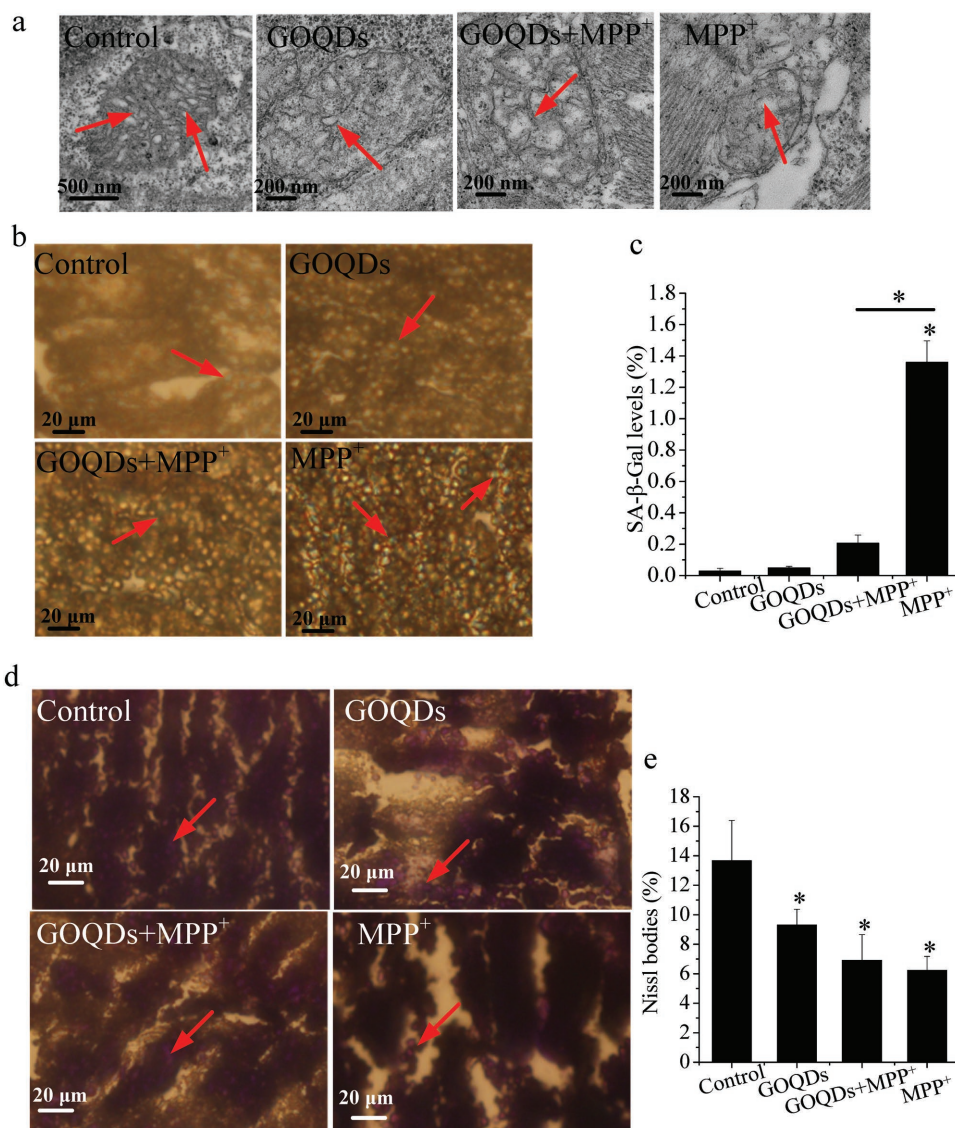 a
Control
GOQDs
GOQDs+MPP⁺
MPP⁺
500 nm
200 nm
200 nm
200 nm
b
Control
GOQDs
20 μm
20 μm
GOQDs+MPP⁺
MPP⁺
20 μm
20 μm
c
SA-β-Gal levels (%)
1.8
1.6
1.4
1.2
1.0
0.8
0.6
0.4
0.2
0.0
*
*
Control
GOQDs
GOQDs+MPP⁺
MPP⁺
d
Control
GOQDs
20 μm
20 μm
GOQDs+MPP⁺
MPP⁺
20 μm
20 μm
e
Nissl bodies (%)
18
16
14
12
10
8
6
4
2
0
*
*
*
Control
GOQDs
GOQDs+MPP⁺
MPP⁺